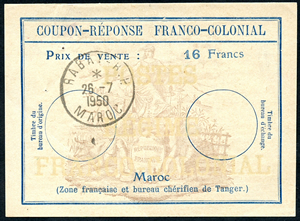 COUPON-RÉPONSE FRANCO-COLONIAL
PRIX DE VENTE : 16 Francs
RABAT
*
26-7
1950
MAROC
Timbre du
bureau d'origine.
Timbre du
bureau d'échange.
Maroc
(Zone française et bureau chérifien de Tanger.)